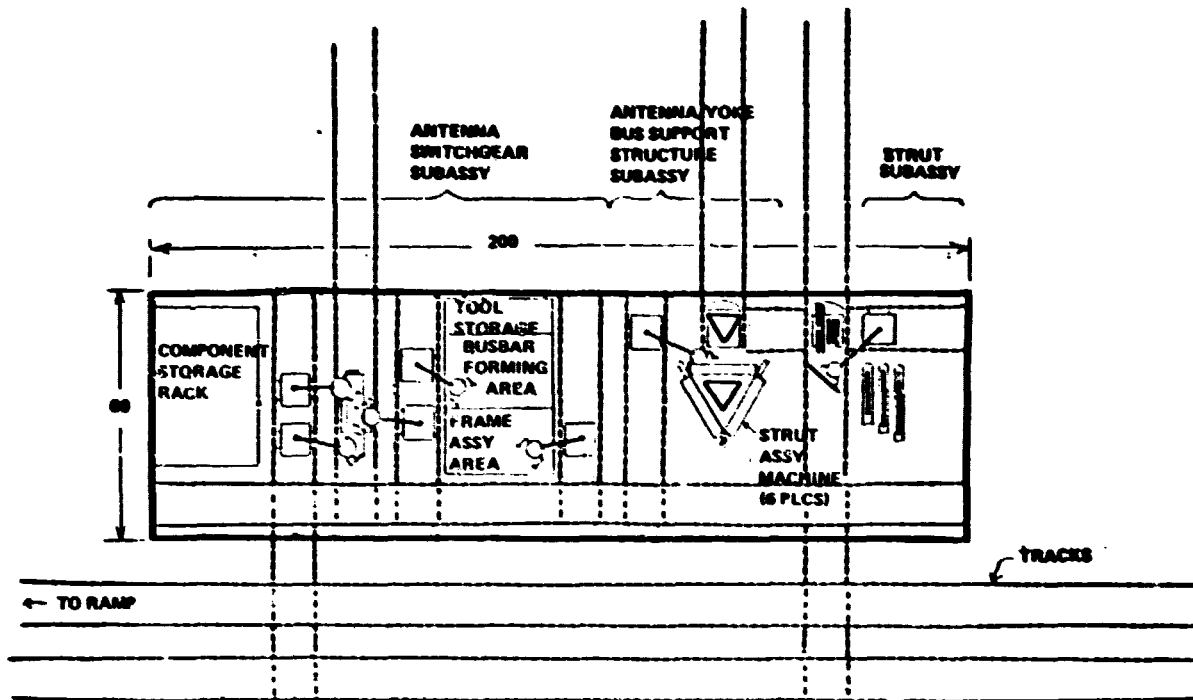 ANTENNA
SWITCHGEAR
SUBASSY
ANTENNA/YOKE
BUS SUPPORT
STRUCTURE
SUBASSY
STRUT
SUBASSY
200
TOOL
STORAGE
COMPONENT
STORAGE
RACK
BUSBAR
FORMING
AREA
60
FRAME
ASSY
AREA
STRUT
ASSY
MACHINE
(6 PLCS)
TRACKS
TO RAMP